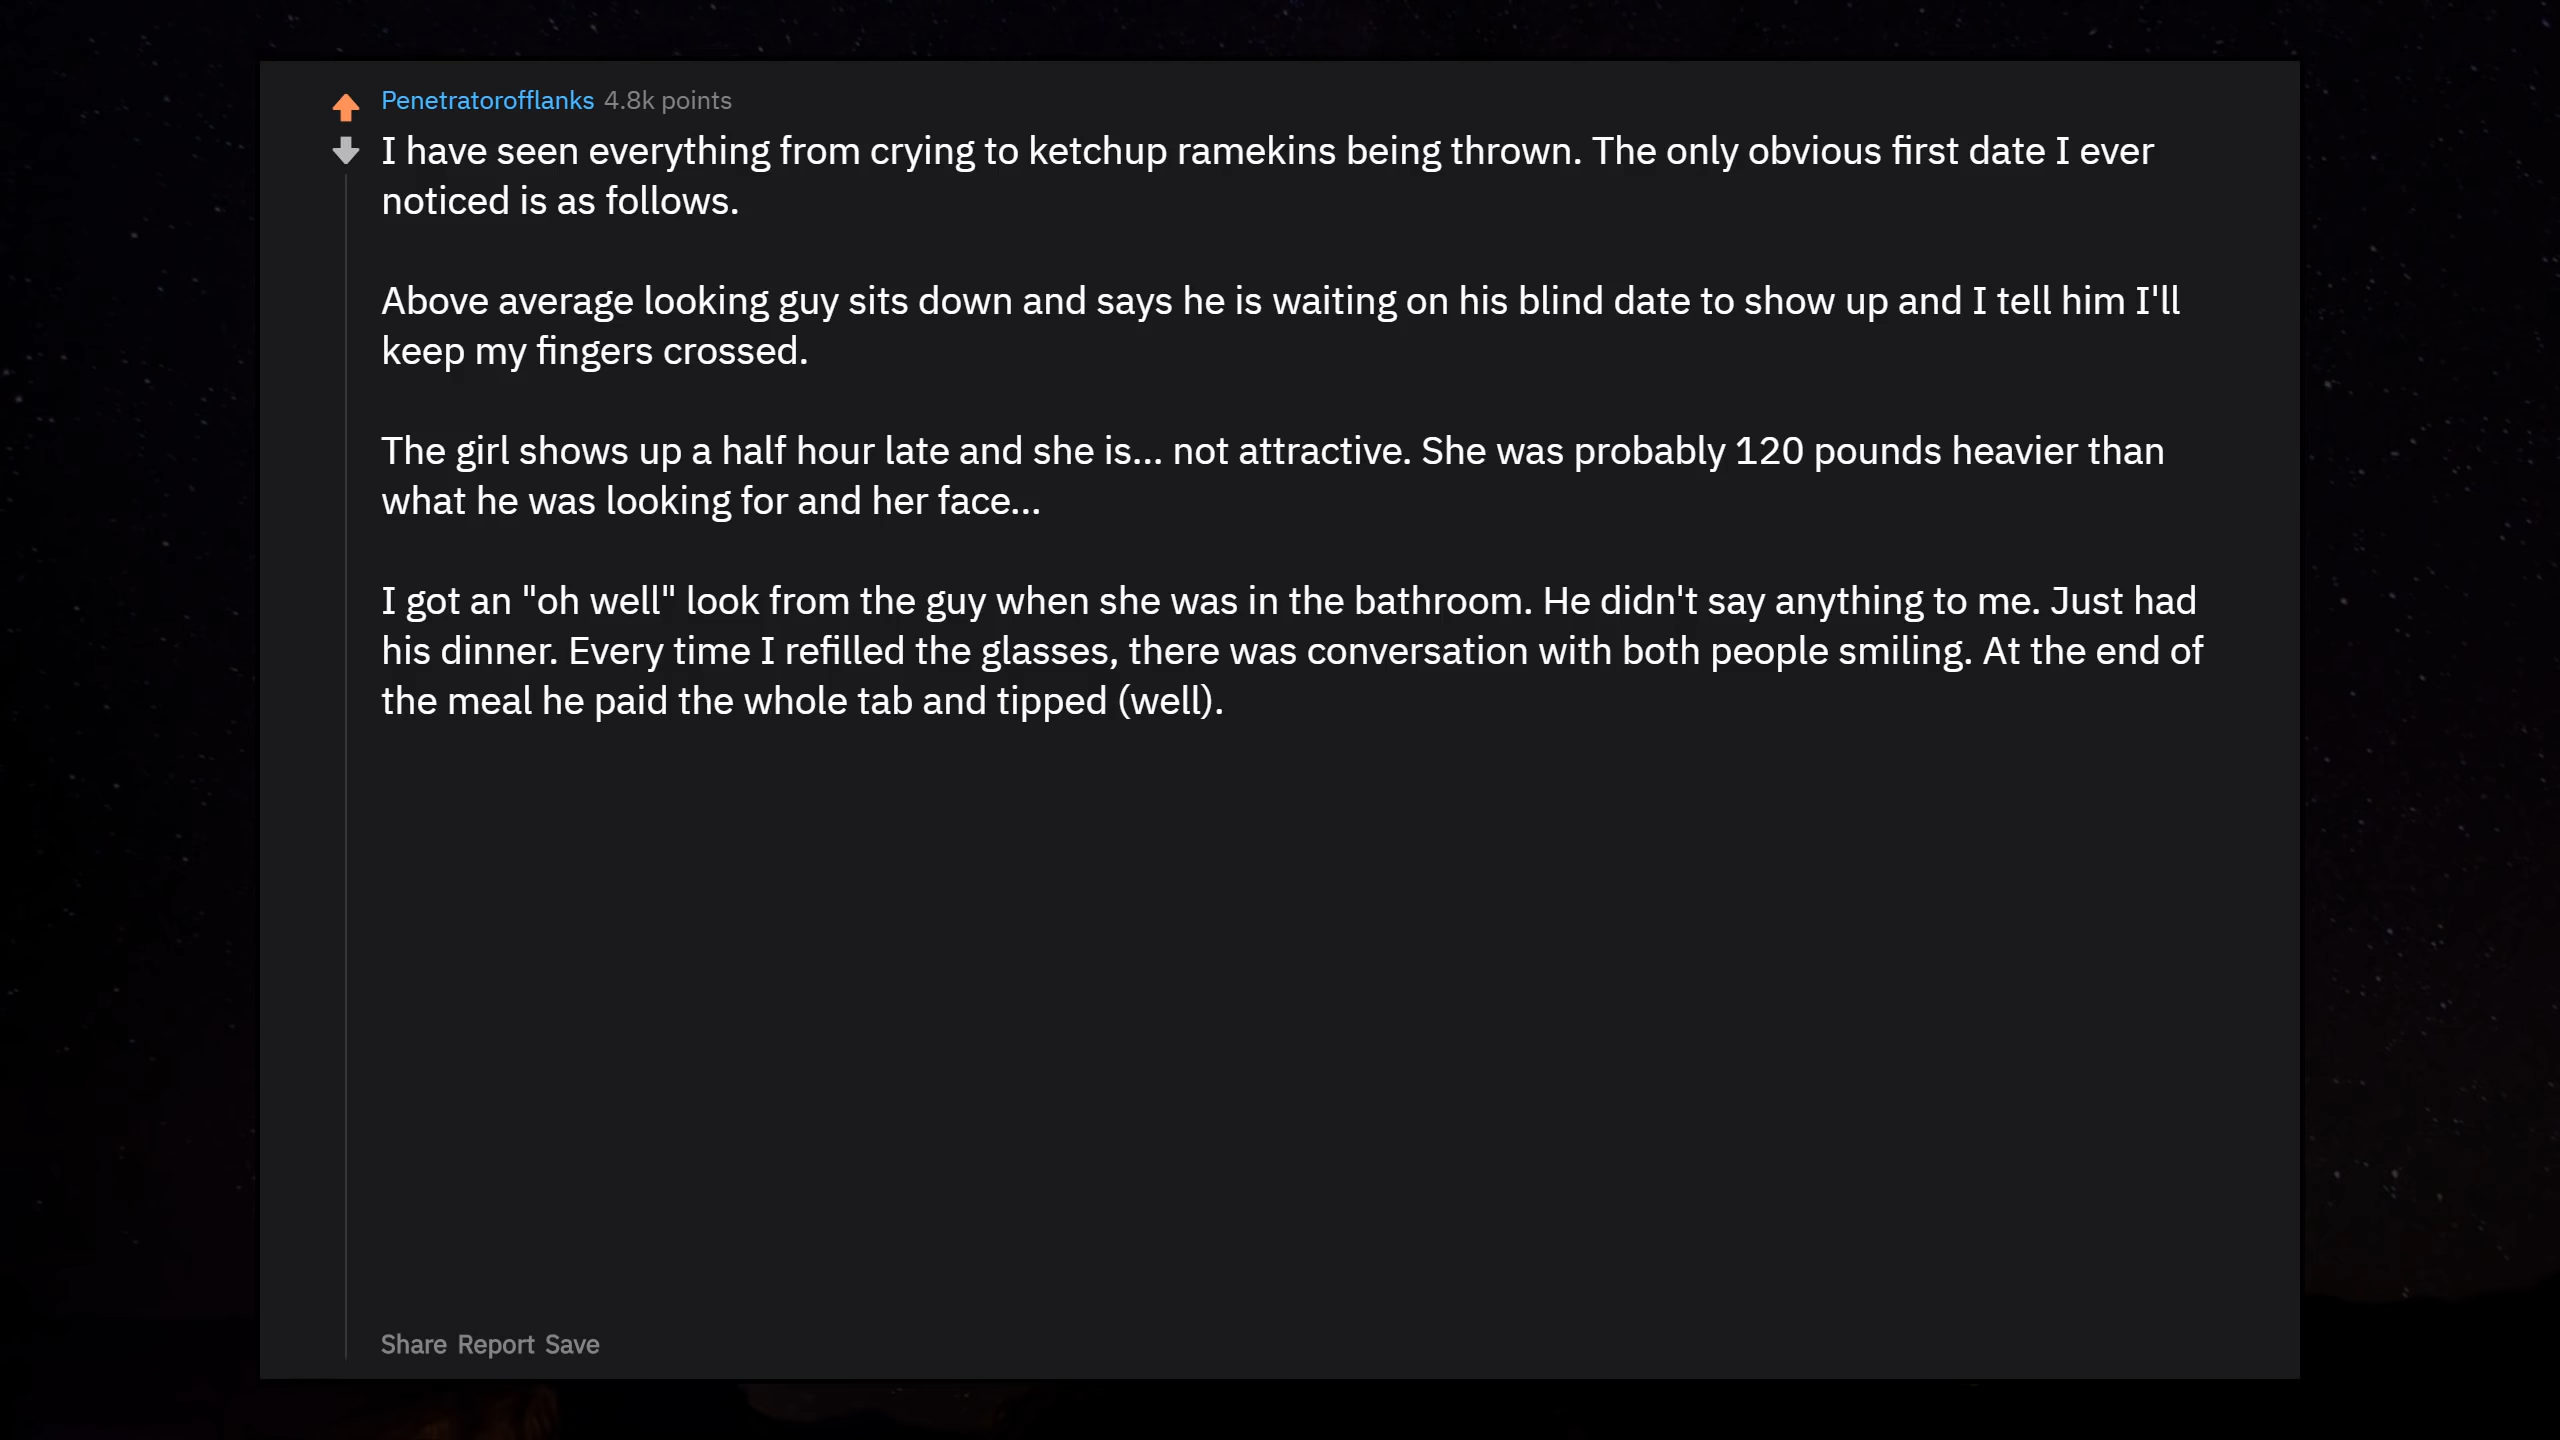 Penetratorofflanks 4.8k points
I have seen everything from crying to ketchup ramekins being thrown. The only obvious first date I ever
noticed is as follows.
Above average looking guy sits down and says he is waiting on his blind date to show up and I tell him I'll
keep my fingers crossed.
The girl shows up a half hour late and she is... not attractive. She was probably 120 pounds heavier than
what he was looking for and her face...
I got an "oh well" look from the guy when she was in the bathroom. He didn't say anything to me. Just had
his dinner. Every time I refilled the glasses, there was conversation with both people smiling. At the end of
the meal he paid the whole tab and tipped (well).
Share Report Save